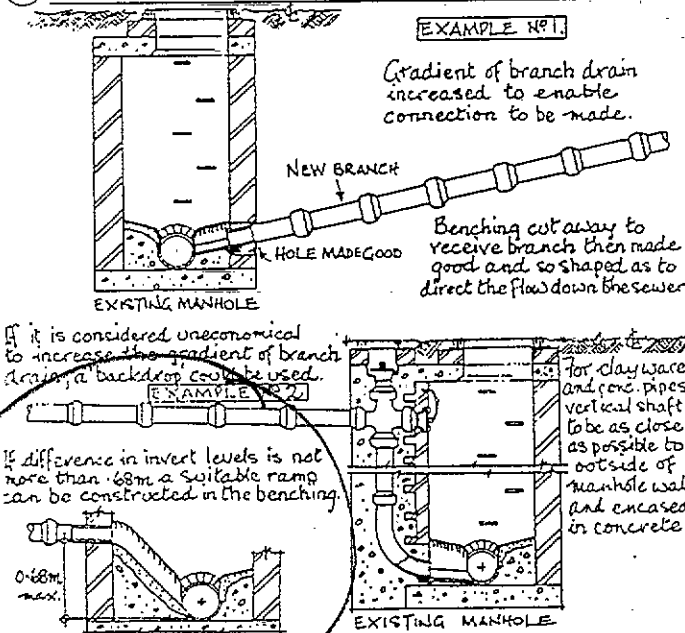 EXAMPLE Nº1.
Gradient of branch drain
increased to enable
connection to be made.
NEW BRANCH
HOLE MADE GOOD
Benching cut away to
receive branch then made
good and so shaped as to
direct the flow down the sewer
EXISTING MANHOLE
If it is considered uneconomical
to increase the gradient of branch
drain, a backdrop could be used.
EXAMPLE Nº2
If difference in invert levels is not
more than ·68m a suitable ramp
can be constructed in the benching.
0·68m
max.
For clayware
and conc. pipes
vertical shaft
to be as close
as possible to
ootside of
manhole wall
and encased
in concrete
EXISTING MANHOLE